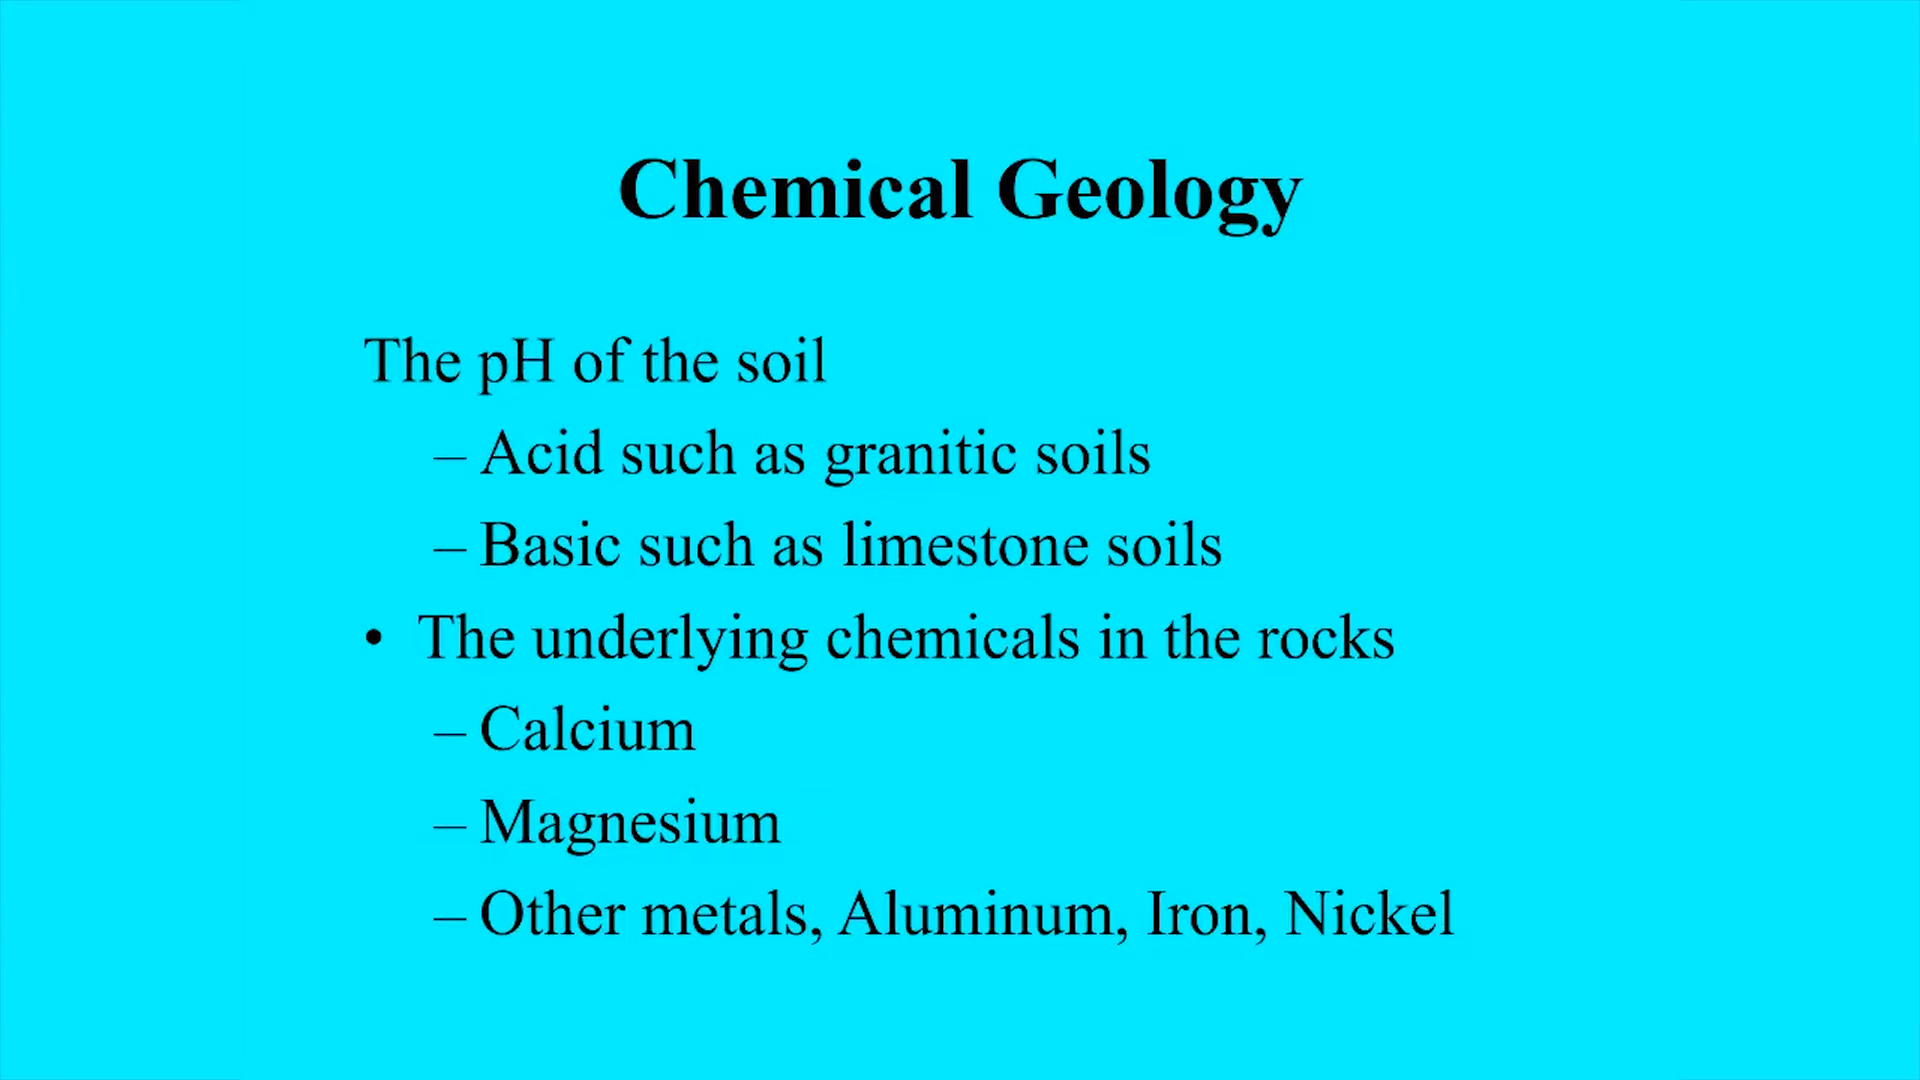 Chemical Geology
The pH of the soil
– Acid such as granitic soils
– Basic such as limestone soils
• The underlying chemicals in the rocks
– Calcium
– Magnesium
– Other metals, Aluminum, Iron, Nickel